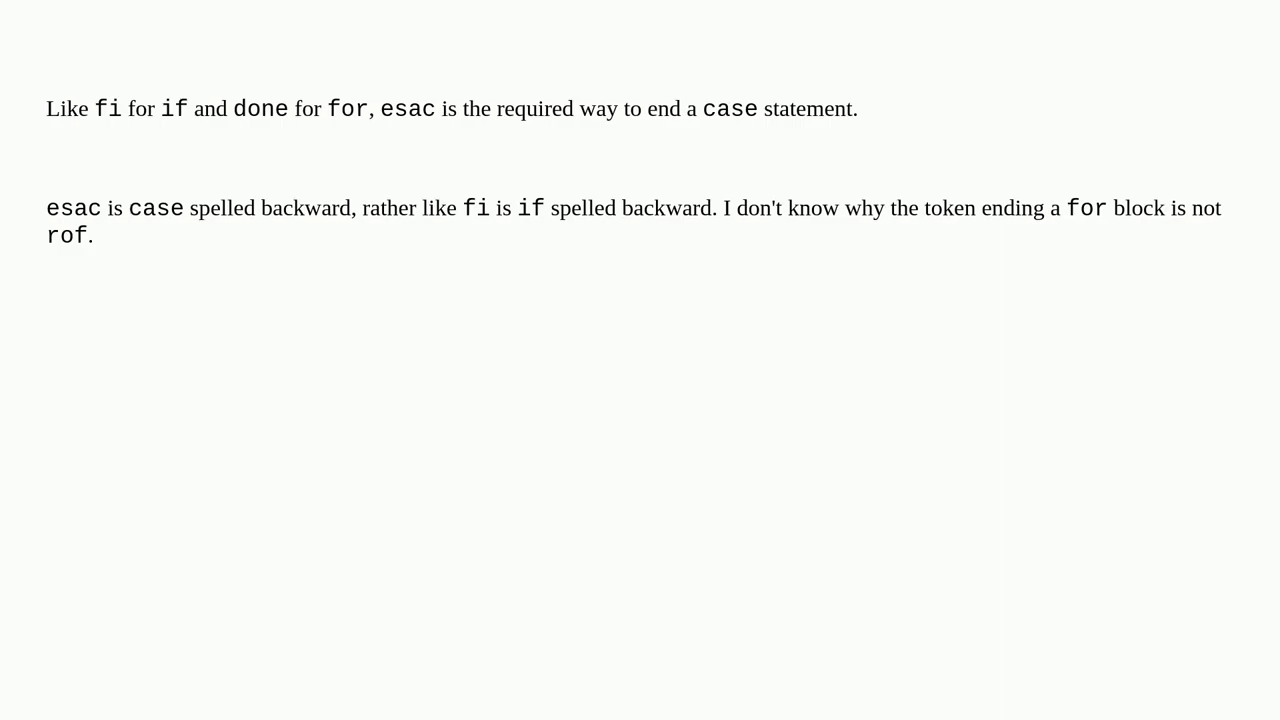 Like fi for if and done for for, esac is the required way to end a case statement.
esac is case spelled backward, rather like fi is if spelled backward. I don't know why the token ending a for block is not
rof.